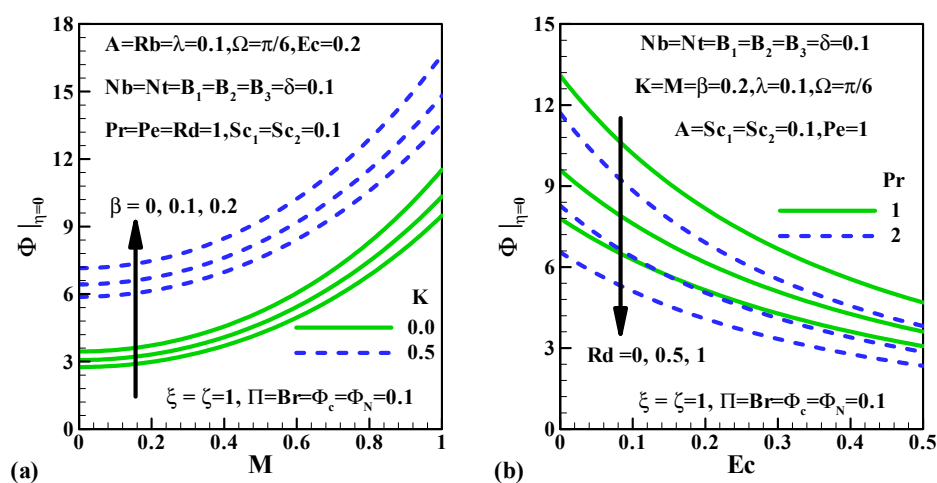 18
15
12
9
6
3
0
Φ |η=0
A=Rb=λ=0.1,Ω=π/6,Ec=0.2
Nb=Nt=B₁=B₂=B₃=δ=0.1
Pr=Pe=Rd=1,Sc₁=Sc₂=0.1
β = 0, 0.1, 0.2
K
0.0
0.5
ξ = ζ=1, Π=Br=Φc=ΦN=0.1
0 0.2 0.4 0.6 0.8 1
(a)
M
15
12
9
6
3
0
Φ |η=0
Nb=Nt=B₁=B₂=B₃=δ=0.1
K=M=β=0.2,λ=0.1,Ω=π/6
A=Sc₁=Sc₂=0.1,Pe=1
Pr
1
2
Rd =0, 0.5, 1
ξ = ζ=1, Π=Br=Φc=ΦN=0.1
0 0.1 0.2 0.3 0.4 0.5
(b)
Ec